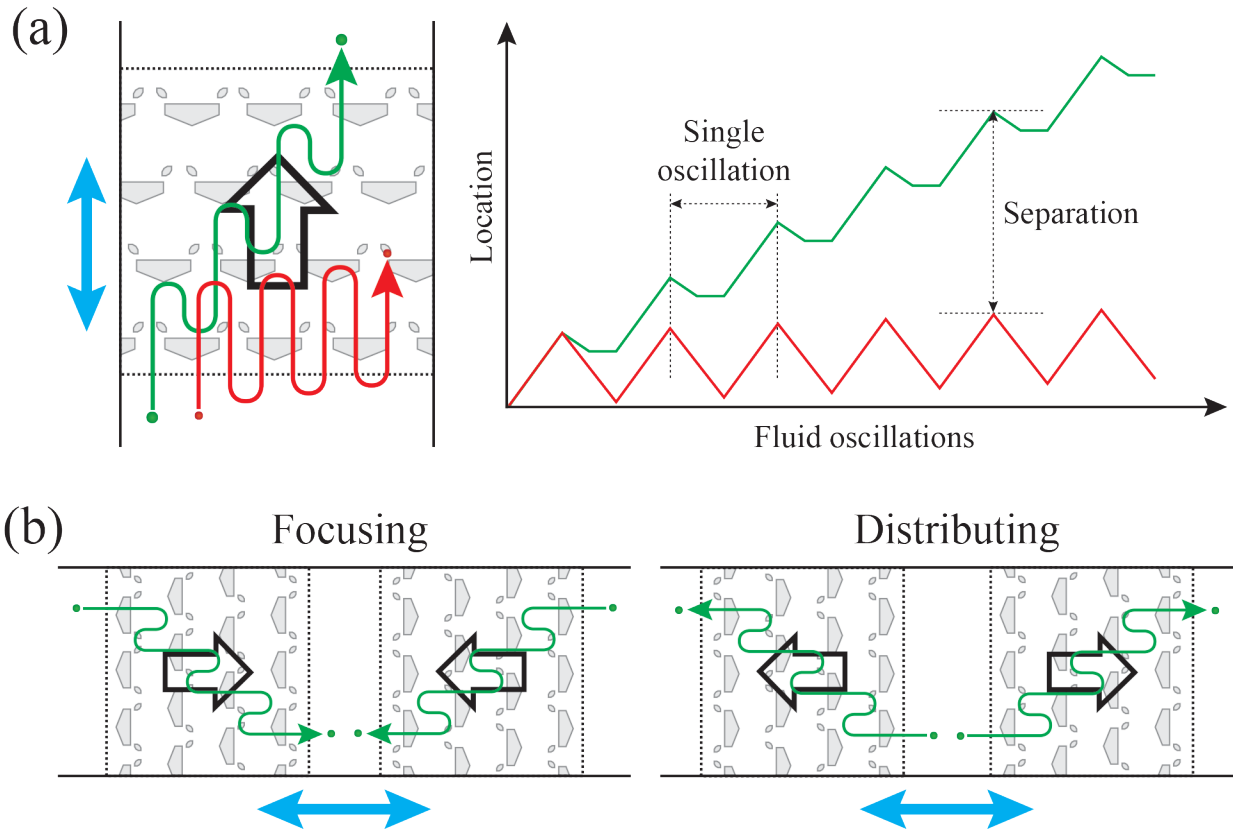 (a)
Single
oscillation
Separation
Location
Fluid oscillations
(b)
Focusing
Distributing